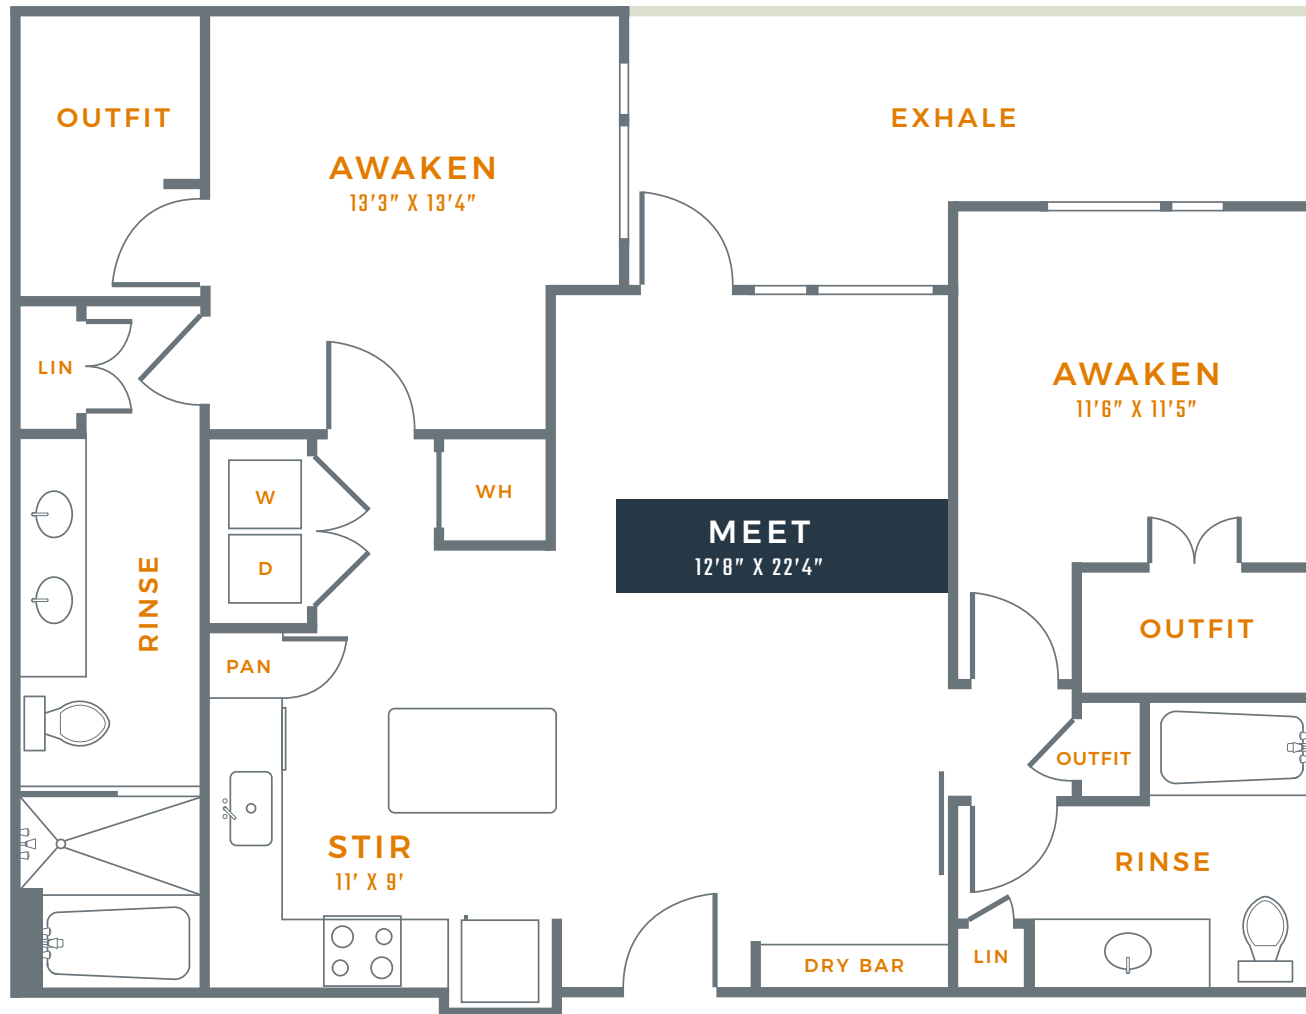 OUTFIT
EXHALE
AWAKEN
13'3" X 13'4"
LIN
AWAKEN
11'6" X 11'5"
W
WH
D
MEET
12'8" X 22'4"
RINSE
OUTFIT
PAN
OUTFIT
STIR
11' X 9'
RINSE
DRY BAR
LIN